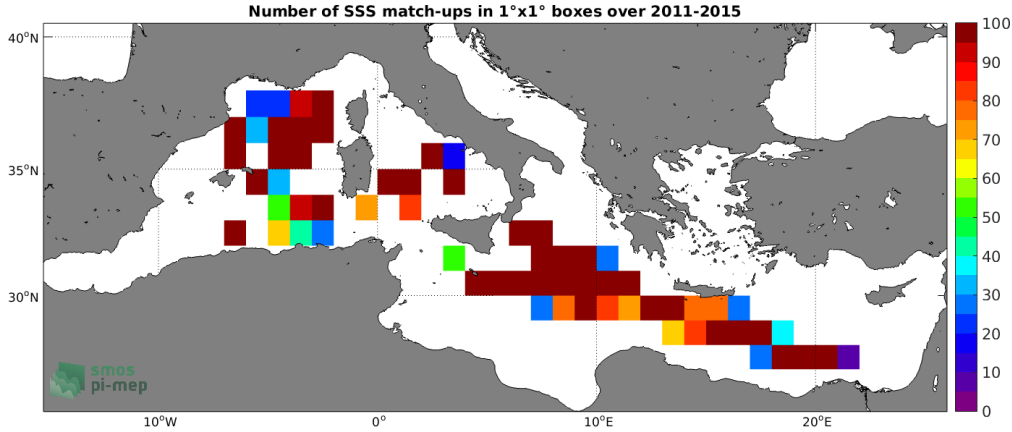 Number of SSS match-ups in 1°x1° boxes over 2011-2015
40°N
35°N
30°N
10°W
0°
10°E
20°E
100
90
80
70
60
50
40
30
20
10
0
smos
pi-mep